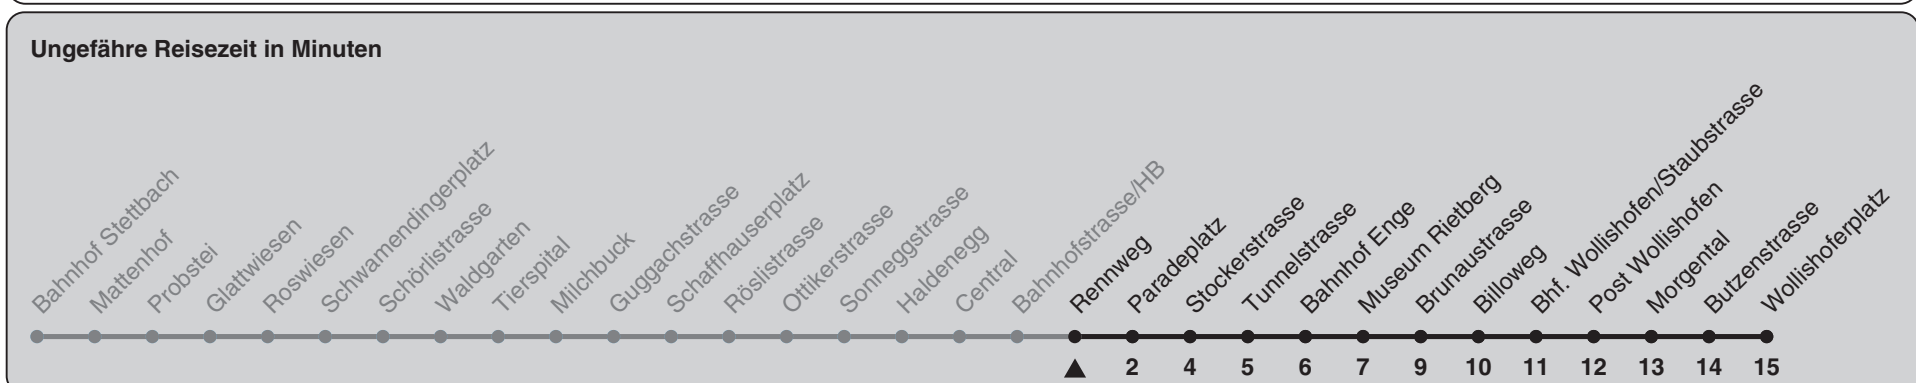 Ungefähre Reisezeit in Minuten
Bahnhof Stettbach
Mattenhof
Probstei
Glattwiesen
Roswiesen
Schwamendingerplatz
Schörlistrasse
Waldgarten
Tierspital
Milchbuck
Guggachstrasse
Schaffhauserplatz
Röslistrasse
Ottikerstrasse
Sonneggstrasse
Haldenegg
Central
Bahnhofstrasse/HB
Rennweg
Paradeplatz
Stockerstrasse
Tunnelstrasse
Bahnhof Enge
Museum Rietberg
Brunaustrasse
Billoweg
Bhf. Wollishofen/Staubstrasse
Post Wollishofen
Morgental
Butzenstrasse
Wollishoferplatz
2 4 5 6 7 9 10 11 12 13 14 15